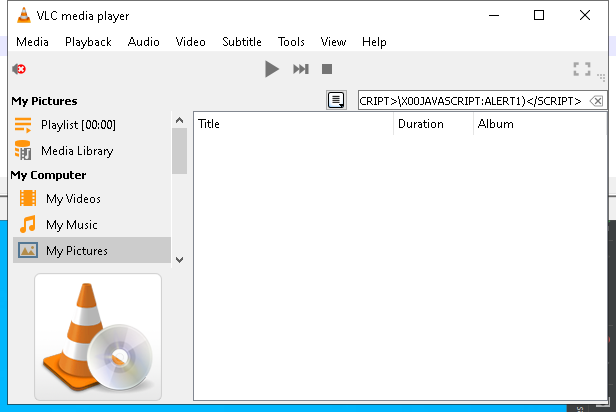 VLC media player
Media Playback Audio Video Subtitle Tools View Help
My Pictures
CRIPT>\X00JAVASCRIPT:ALERT1)</SCRIPT>
Playlist [00:00]
Media Library
My Computer
My Videos
My Music
My Pictures
Title Duration Album